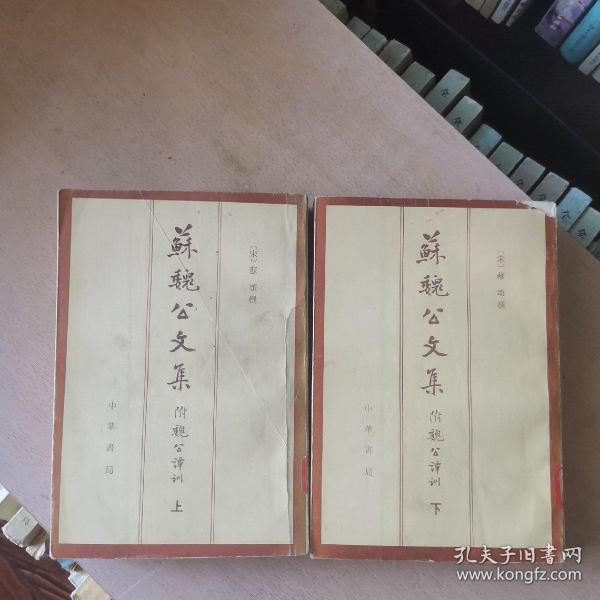 蘇魏公文集
附魏公譚訓
上
〔宋〕蘇頌撰
中華書局
蘇魏公文集
附魏公譚訓
下
〔宋〕蘇頌撰
中華書局
孔夫子旧书网
www.kongfz.com